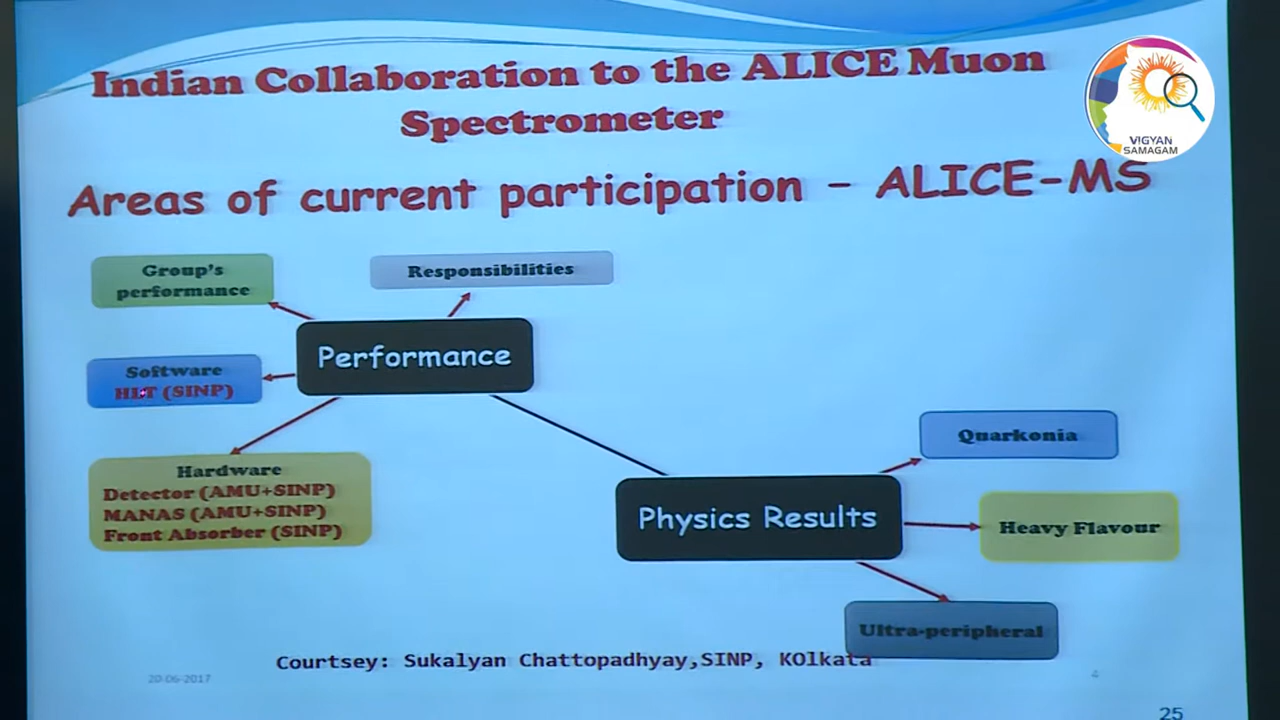 Indian Collaboration to the ALICE Muon
Spectrometer
VIGYAN
SAMAGAM
Areas of current participation - ALICE-MS
Group's
performance
Responsibilities
Performance
Software
HLT (SINP)
Hardware
Detector (AMU+SINP)
MANAS (AMU+SINP)
Front Absorber (SINP)
Quarkonia
Physics Results
Heavy Flavour
Ultra-peripheral
Courtsey: Sukalyan Chattopadhyay,SINP, KOlkata
20-06-2017
4
25